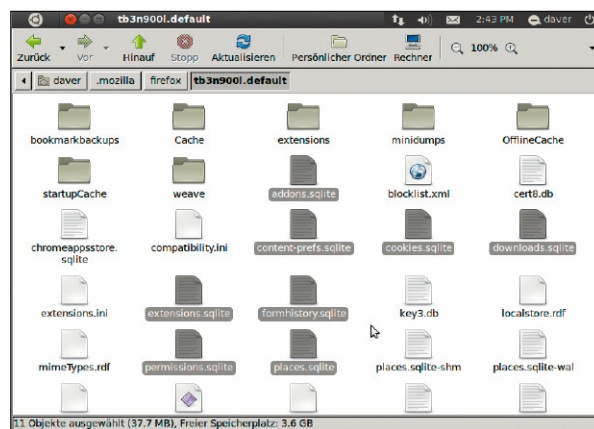 tb3n900l.default 2:43 PM daver
Zurück Vor Hinauf Stopp Aktualisieren Persönlicher Ordner Rechner 100%
daver .mozilla firefox tb3n900l.default
bookmarkbackups Cache extensions minidumps OfflineCache
startupCache weave addons.sqlite blocklist.xml cert8.db
chromeappsstore. compatibility.ini content-prefs.sqlite cookies.sqlite downloads.sqlite
sqlite
extensions.ini extensions.sqlite formhistory.sqlite key3.db localstore.rdf
mimeTypes.rdf permissions.sqlite places.sqlite places.sqlite-shm places.sqlite-wal
11 Objekte ausgewählt (37.7 MB), Freier Speicherplatz: 3.6 GB